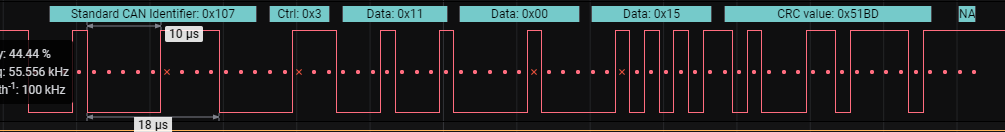 Standard CAN Identifier: 0x107
Ctrl: 0x3
Data: 0x11
Data: 0x00
Data: 0x15
CRC value: 0x51BD
NA
10 µs
y: 44.44 %
q: 55.556 kHz
th⁻¹: 100 kHz
18 µs